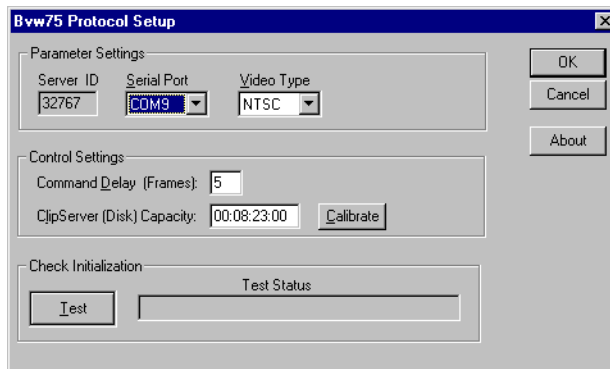 Bvw75 Protocol Setup
Parameter Settings
Server ID
Serial Port
Video Type
32767
COM9
NTSC
OK
Cancel
About
Control Settings
Command Delay (Frames):
5
ClipServer (Disk) Capacity:
00:08:23:00
Calibrate
Check Initialization
Test Status
Test